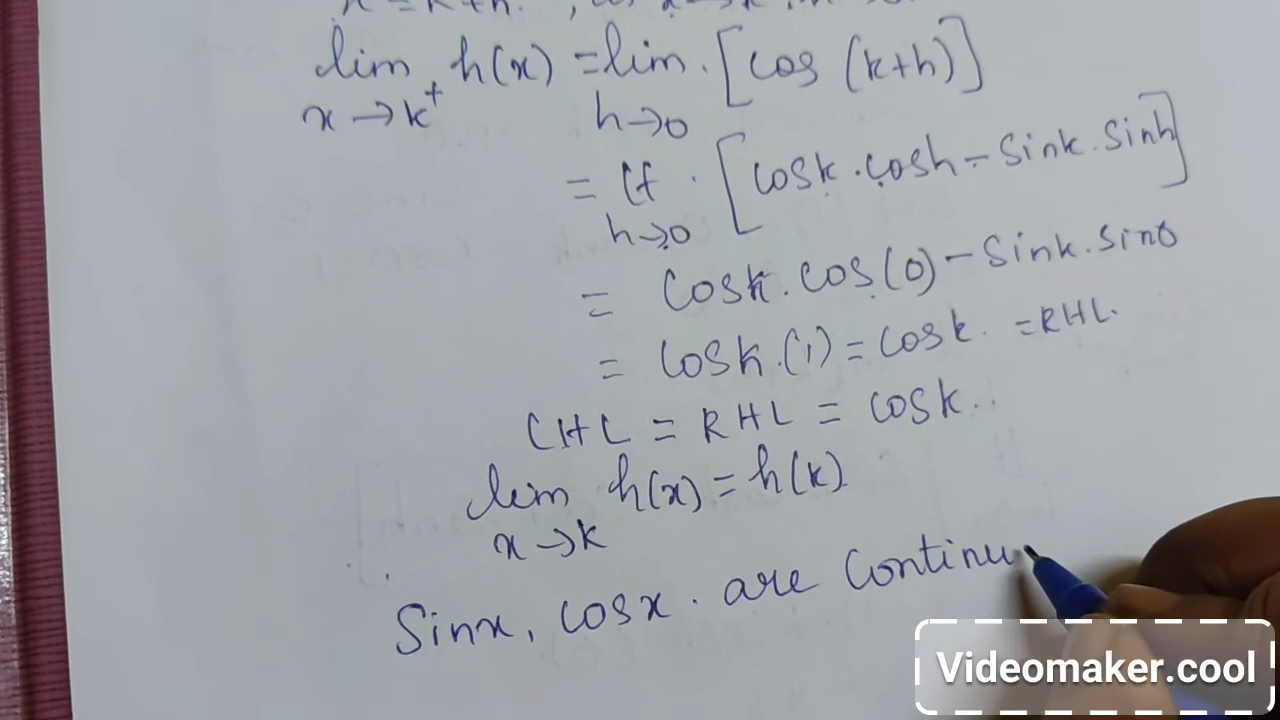 x = k+h.
lim h(x) = lim. [cos (k+h)]
x→k⁺ h→0
= lt . [cosk.cosh - sink.sinh]
h→0
= cosk.cos(0) - sink.sin0
= cosk.(1) = cosk. = RHL.
LHL = RHL = cosk.
lim h(x) = h(k)
x→k
Sinx, cosx. are Continu
Videomaker.cool